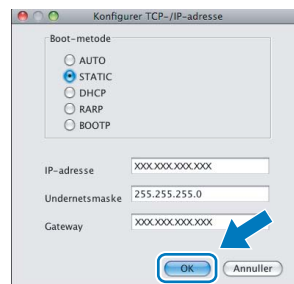 Konfigurer TCP-/IP-adresse
Boot-metode
AUTO
STATIC
DHCP
RARP
BOOTP
IP-adresse XXX.XXX.XXX.XXX
Undernetsmaske 255.255.255.0
Gateway XXX.XXX.XXX.XXX
OK Annuller